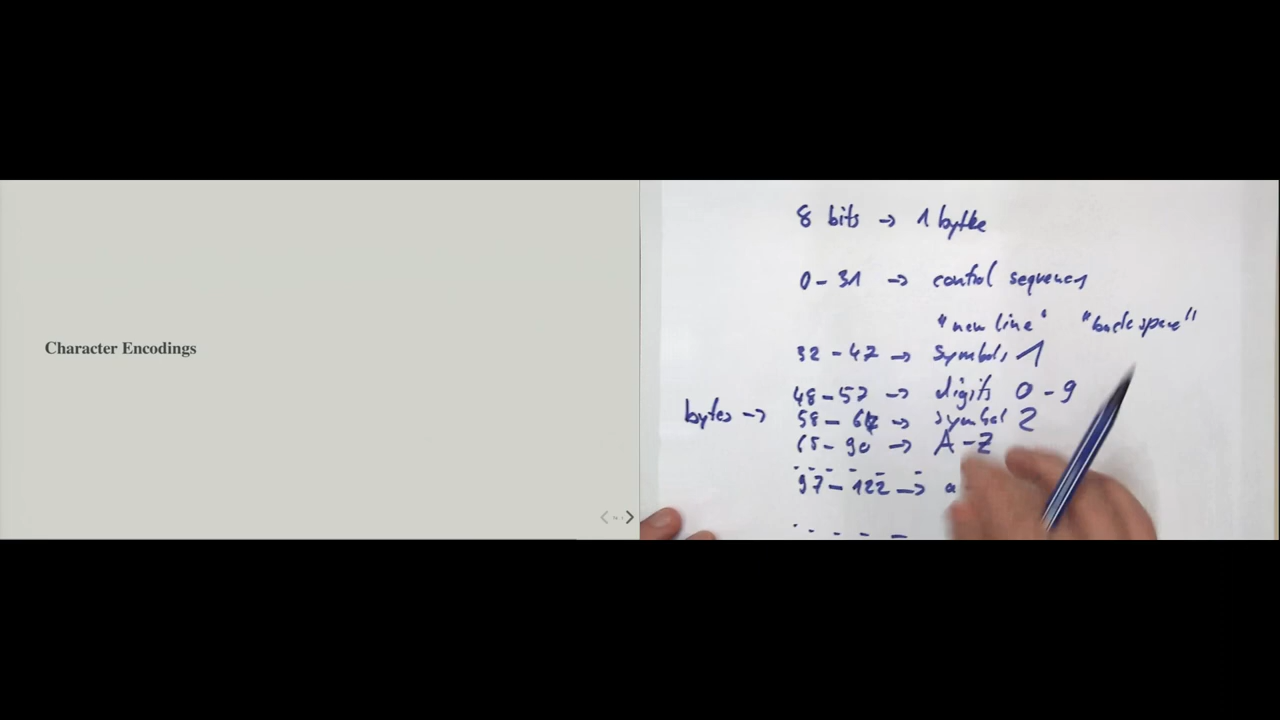 Character Encodings
8 bits -> 1 bytke
0 - 31 -> control sequences
"new line" "backspace"
32 - 47 -> symbols 1
48 - 57 -> digits 0 - 9
bytes -> 58 - 64 -> symbol 2
65 - 90 -> A - Z
97 - 122 -> a